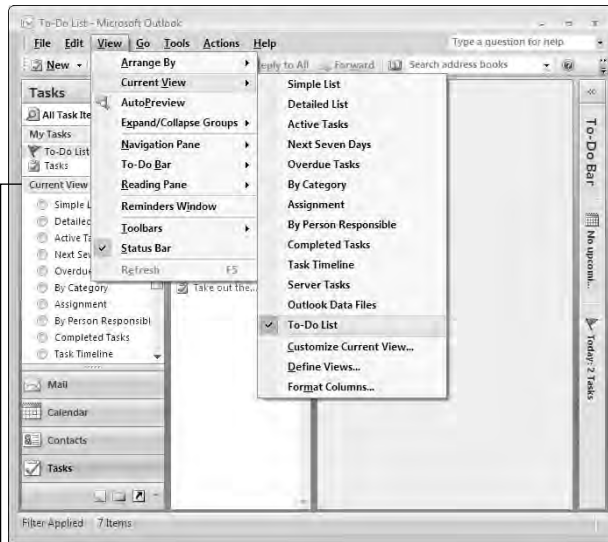 To-Do List - Microsoft Outlook
File Edit View Go Tools Actions Help
Type a question for help
New
Reply to All Forward Search address books
Arrange By
Current View
AutoPreview
Expand/Collapse Groups
Navigation Pane
To-Do Bar
Reading Pane
Reminders Window
Toolbars
Status Bar
Refresh F5
Simple List
Detailed List
Active Tasks
Next Seven Days
Overdue Tasks
By Category
Assignment
By Person Responsible
Completed Tasks
Task Timeline
Server Tasks
Outlook Data Files
To-Do List
Customize Current View...
Define Views...
Format Columns...
Tasks
All Task Ite
My Tasks
To-Do List
Tasks
Current View
Simple L
Detailed
Active Ta
Next Sev
Overdue
By Category
Assignment
By Person Responsibl
Completed Tasks
Task Timeline
Take out the...
Mail
Calendar
Contacts
Tasks
To-Do Bar
No upcomi...
Today: 2 Tasks
Filter Applied 7 Items